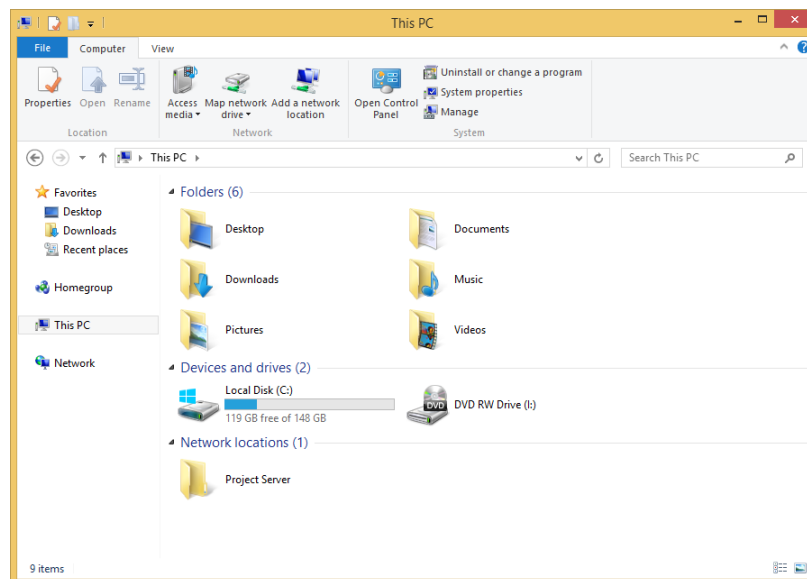 This PC
File Computer View
Properties Open Rename
Location
Access media
Map network drive
Add a network location
Network
Open Control Panel
Uninstall or change a program
System properties
Manage
System
This PC
Search This PC
Favorites
Desktop
Downloads
Recent places
Homegroup
This PC
Network
Folders (6)
Desktop
Documents
Downloads
Music
Pictures
Videos
Devices and drives (2)
Local Disk (C:)
119 GB free of 148 GB
DVD
DVD RW Drive (I:)
Network locations (1)
Project Server
9 items